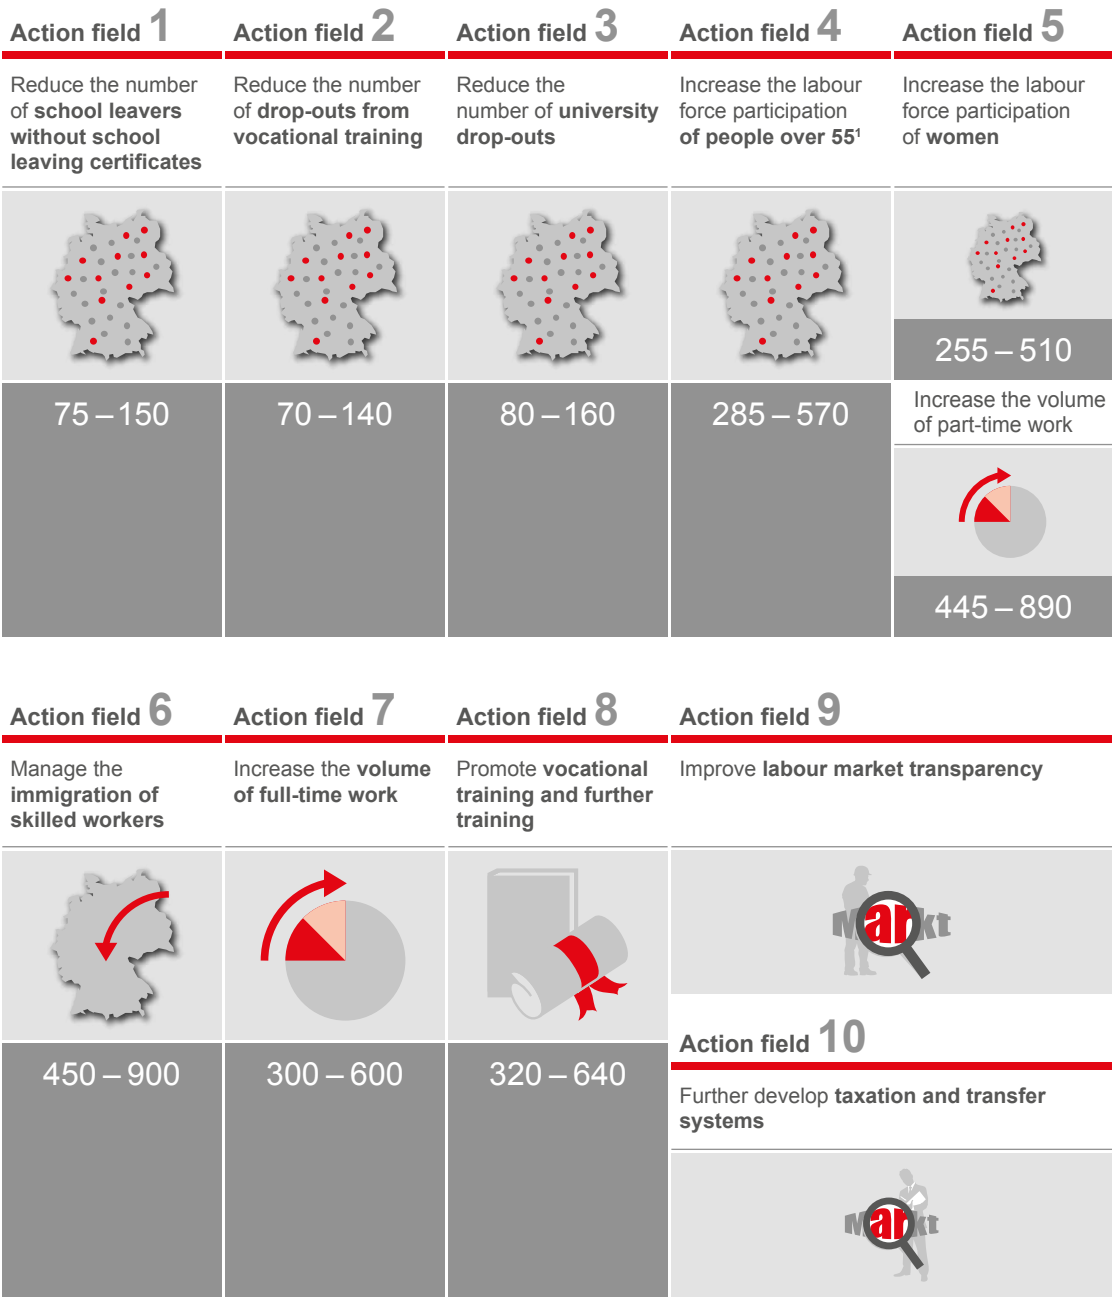 Action field 1
Reduce the number
of school leavers
without school
leaving certificates
75 – 150
Action field 2
Reduce the number
of drop-outs from
vocational training
70 – 140
Action field 3
Reduce the
number of university
drop-outs
80 – 160
Action field 4
Increase the labour
force participation
of people over 55¹
285 – 570
Action field 5
Increase the labour
force participation
of women
255 – 510
Increase the volume
of part-time work
445 – 890
Action field 6
Manage the
immigration of
skilled workers
450 – 900
Action field 7
Increase the volume
of full-time work
300 – 600
Action field 8
Promote vocational
training and further
training
320 – 640
Action field 9
Improve labour market transparency
Markt
Action field 10
Further develop taxation and transfer
systems
Markt